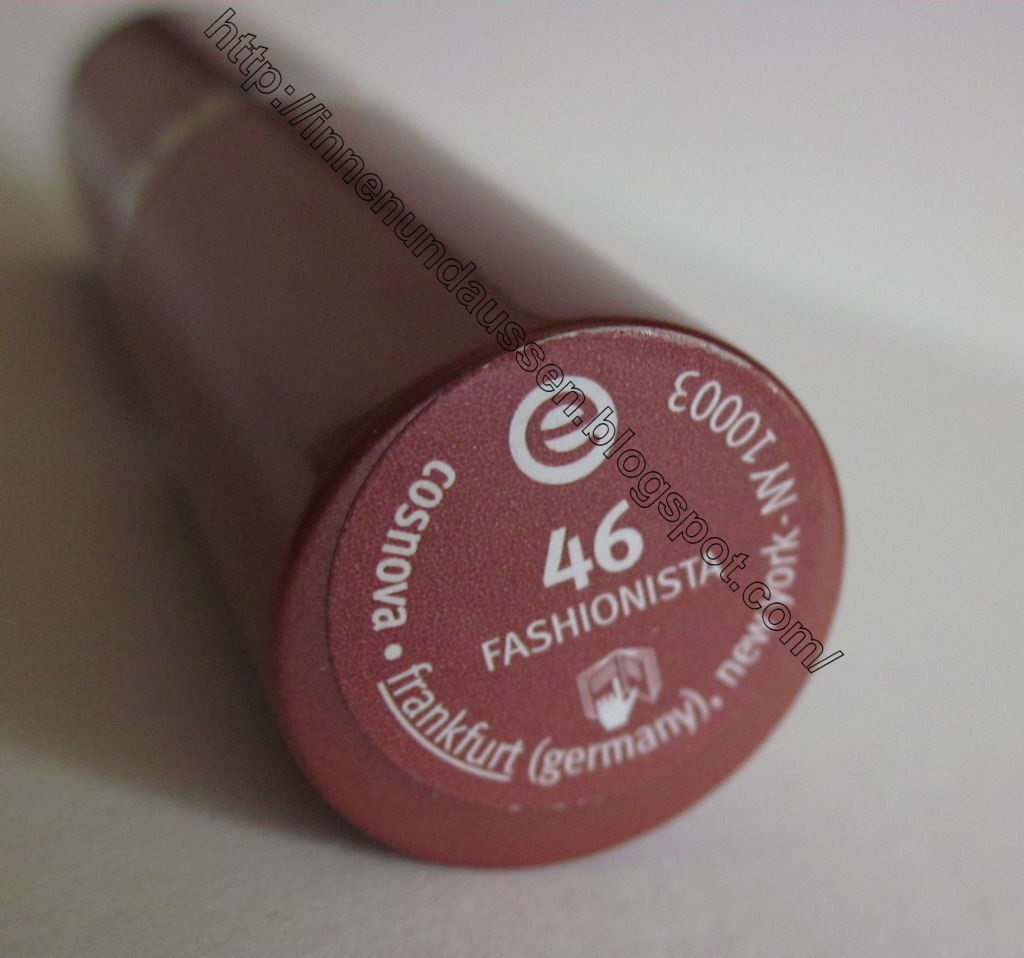 http://innenundaussen.blogspot.com/
e
46
FASHIONISTA
cosnova • frankfurt (germany), new york - NY 10003